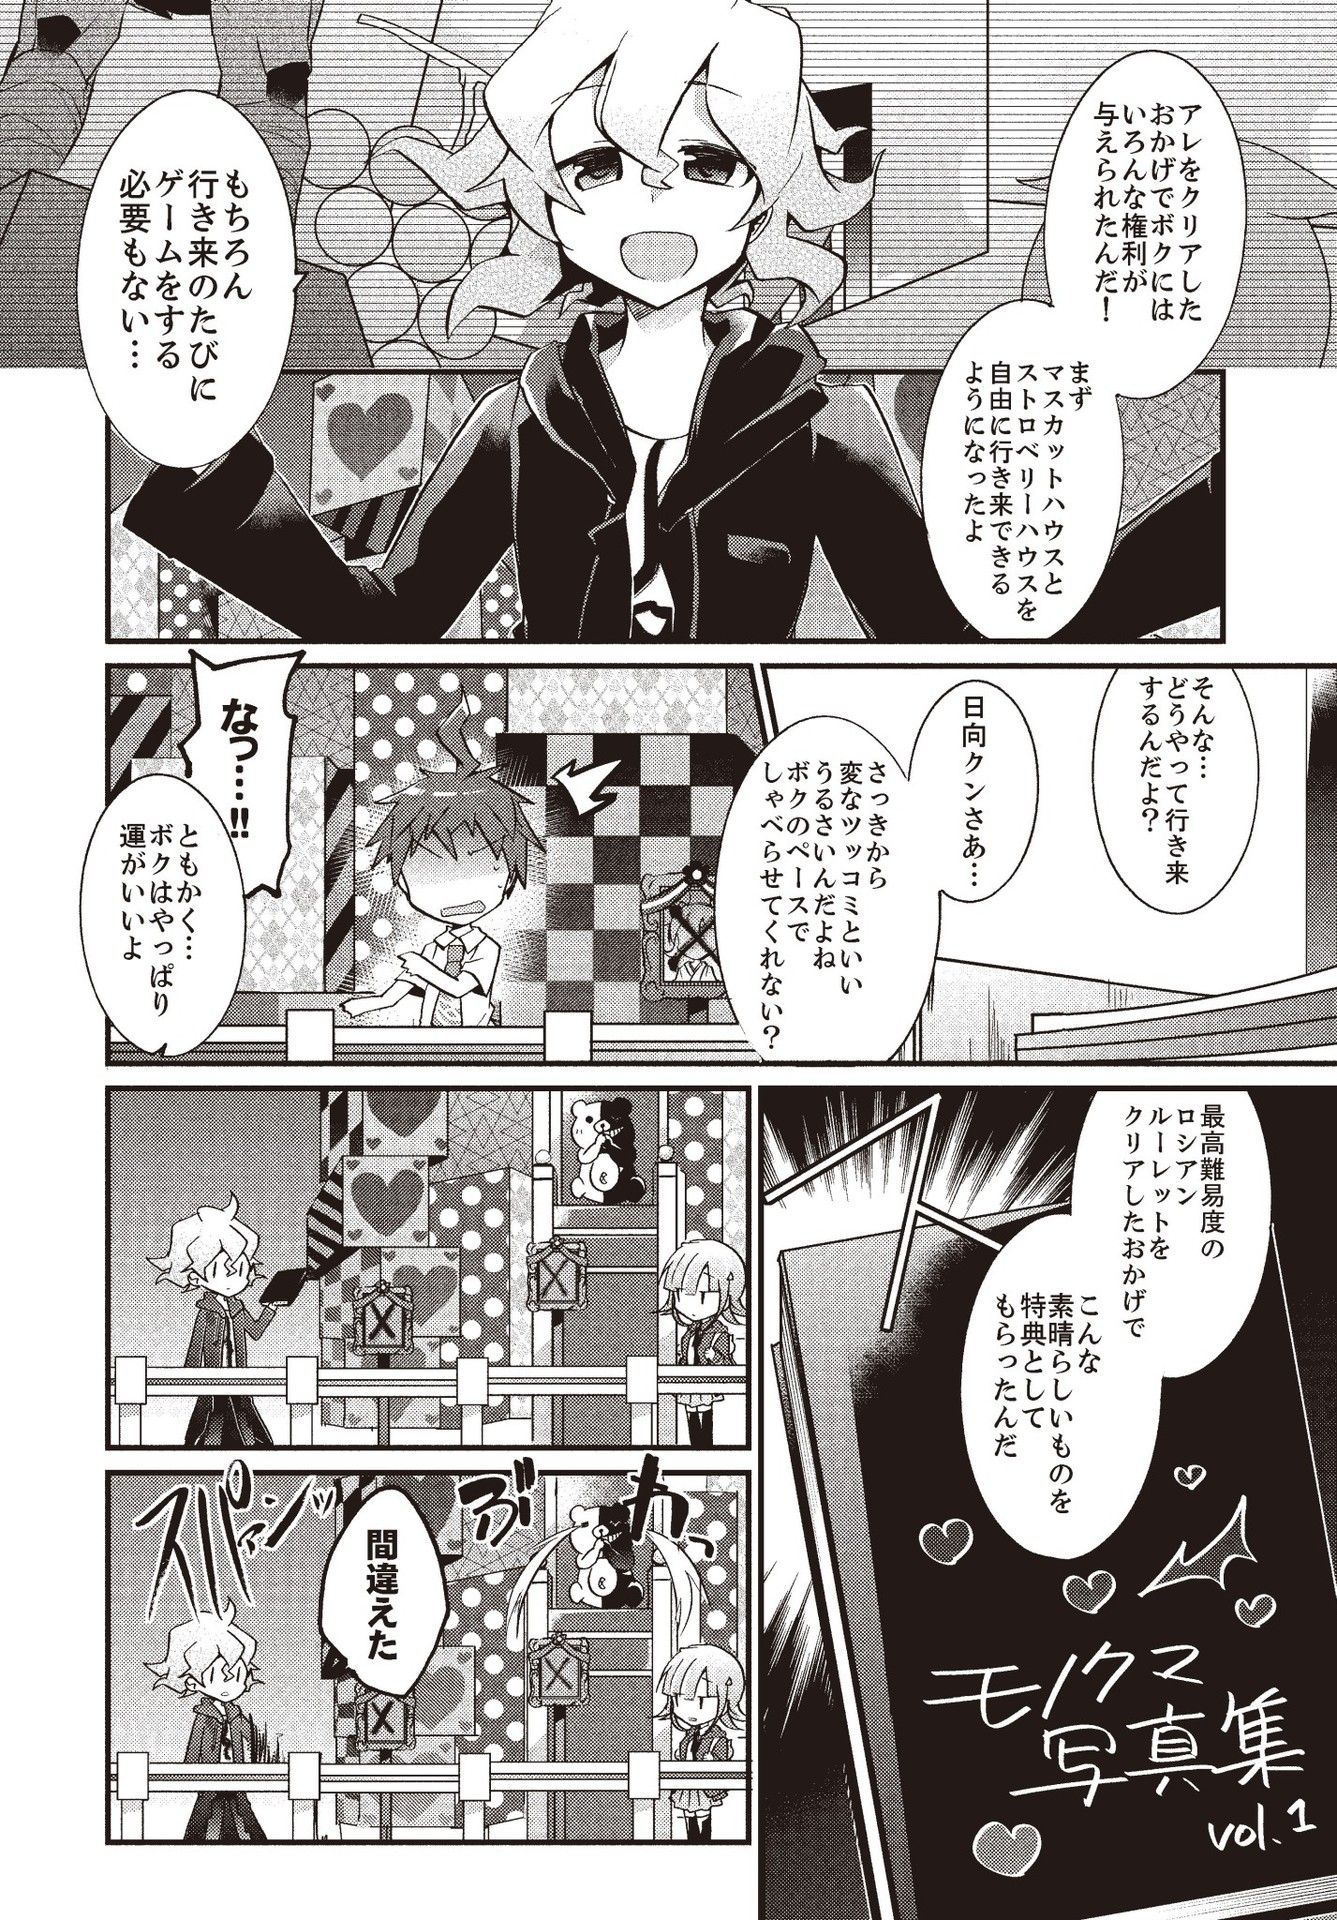 アレをクリアした
おかげでボクには
いろんな権利が
与えられたんだ！
まず
マスカットハウスと
ストロベリーハウスを
自由に行き来できる
ようになったよ
もちろん
行き来のたびに
ゲームをする
必要もない…
そんな…
どうやって行き来
するんだよ？
日向クンさあ…
さっきから
変なツッコミといい
うるさいんだよね
ボクのペースで
しゃべらせてくれない？
なっ…!!
ともかく…
ボクはやっぱり
運がいいよ
最高難易度の
ロシアン
ルーレットを
クリアしたおかげで
こんな
素晴らしいものを
特典として
もらったんだ
モノクマ
写真集
vol.1
ぶわっ
間違えた
スパァンッ